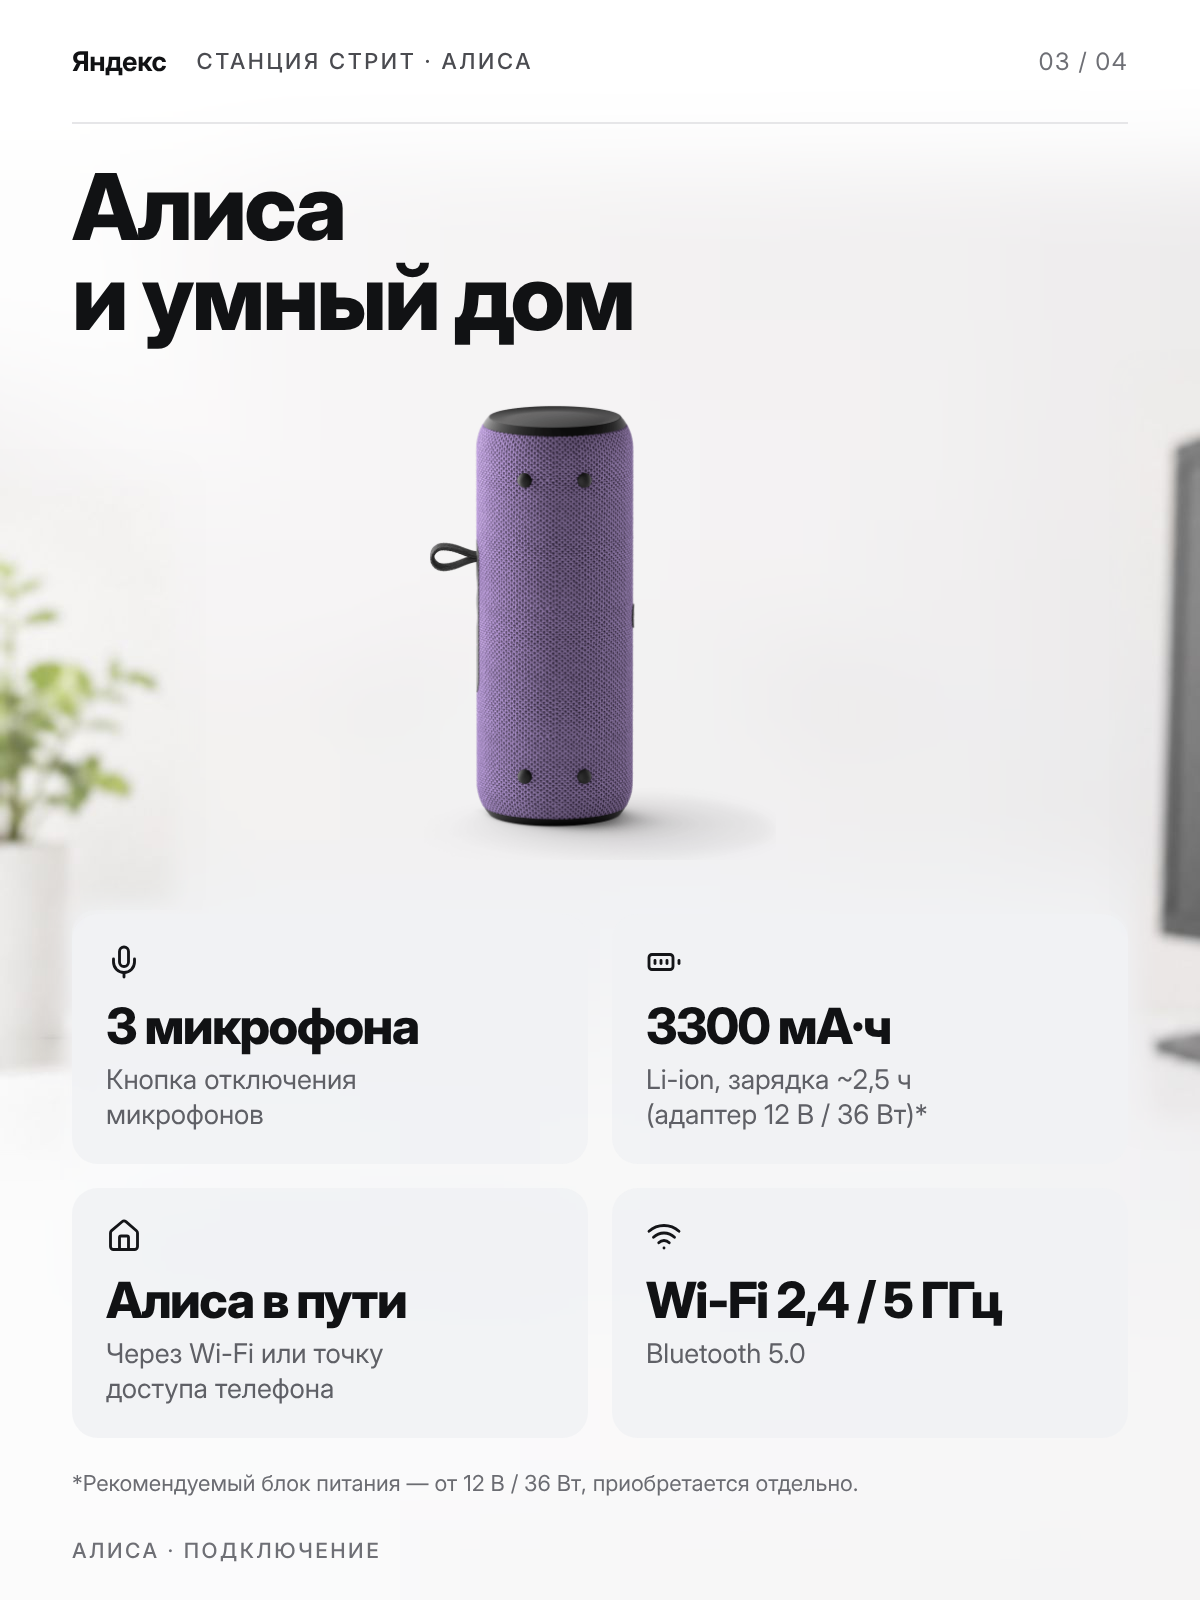 Яндекс СТАНЦИЯ СТРИТ · АЛИСА 03 / 04
Алиса
и умный дом
3 микрофона
Кнопка отключения
микрофонов
3300 мА·ч
Li-ion, зарядка ~2,5 ч
(адаптер 12 В / 36 Вт)*
Алиса в пути
Через Wi-Fi или точку
доступа телефона
Wi-Fi 2,4 / 5 ГГц
Bluetooth 5.0
*Рекомендуемый блок питания — от 12 В / 36 Вт, приобретается отдельно.
АЛИСА · ПОДКЛЮЧЕНИЕ